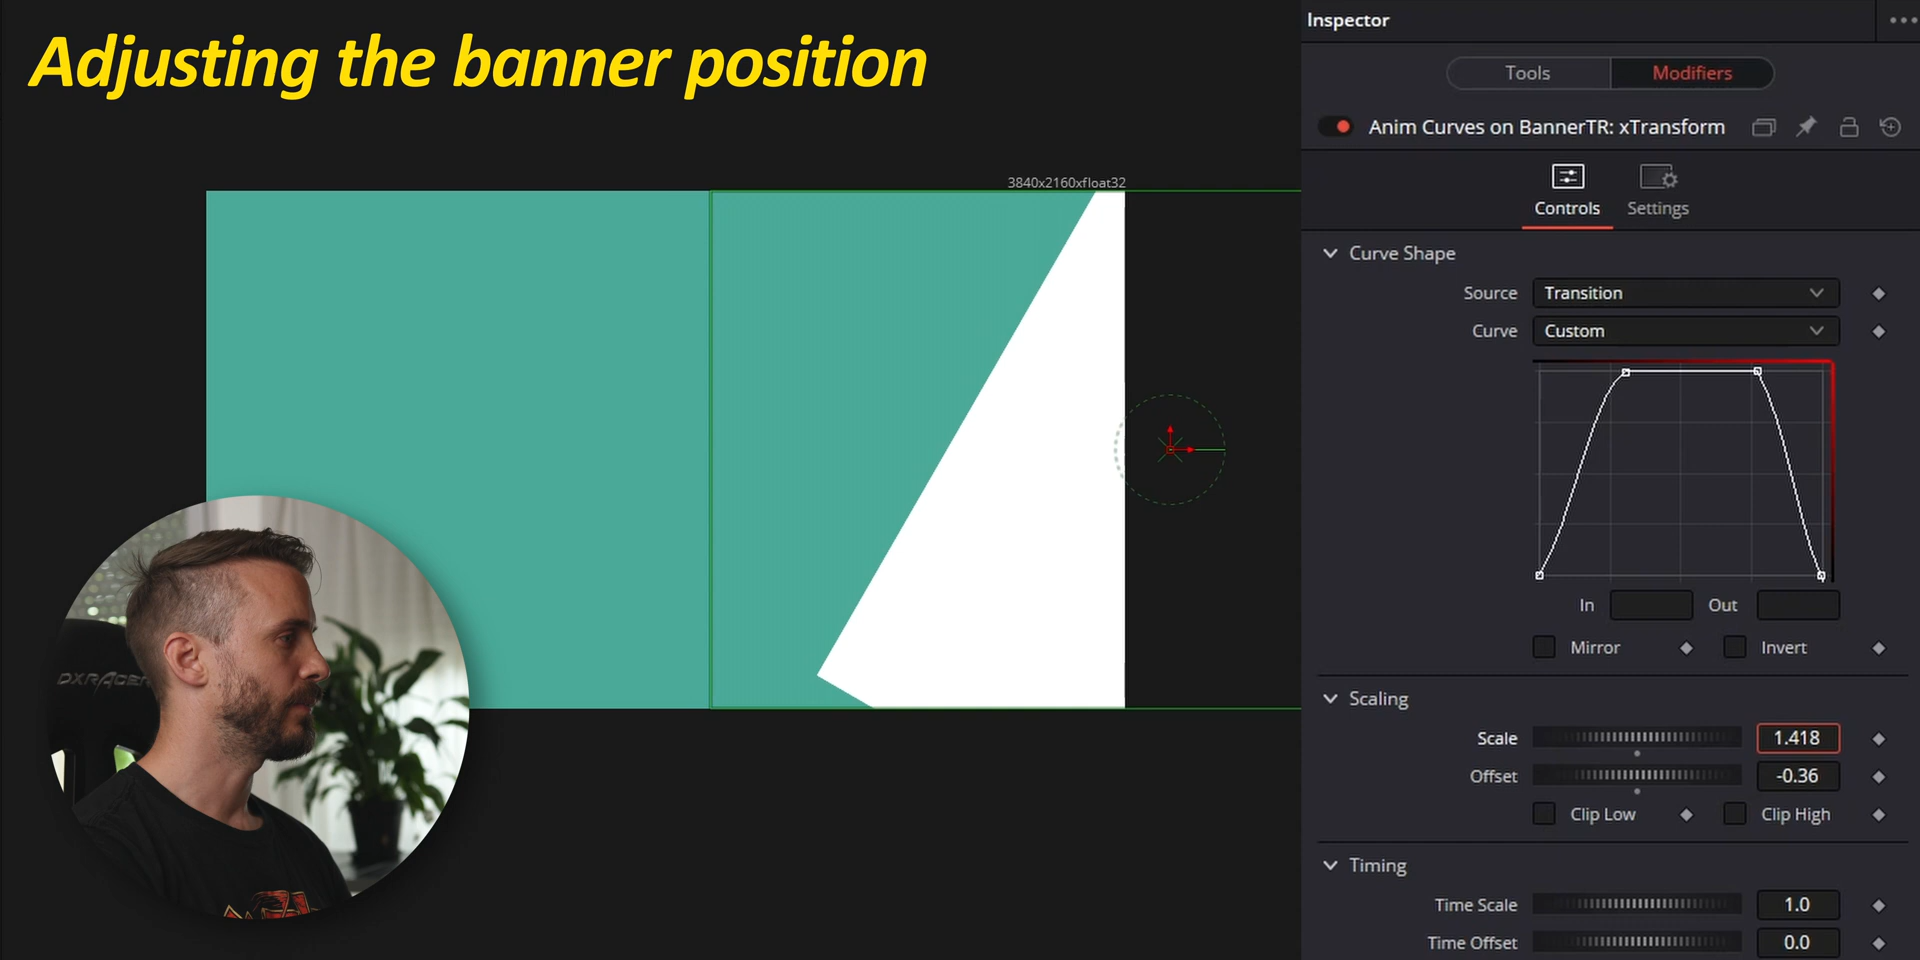 Adjusting the banner position
Inspector
Tools
Modifiers
Anim Curves on BannerTR: xTransform
Controls
Settings
3840x2160xfloat32
Curve Shape
Source
Transition
Curve
Custom
In
Out
Mirror
Invert
Scaling
Scale
1.418
Offset
-0.36
Clip Low
Clip High
Timing
Time Scale
1.0
Time Offset
0.0
DXRACER